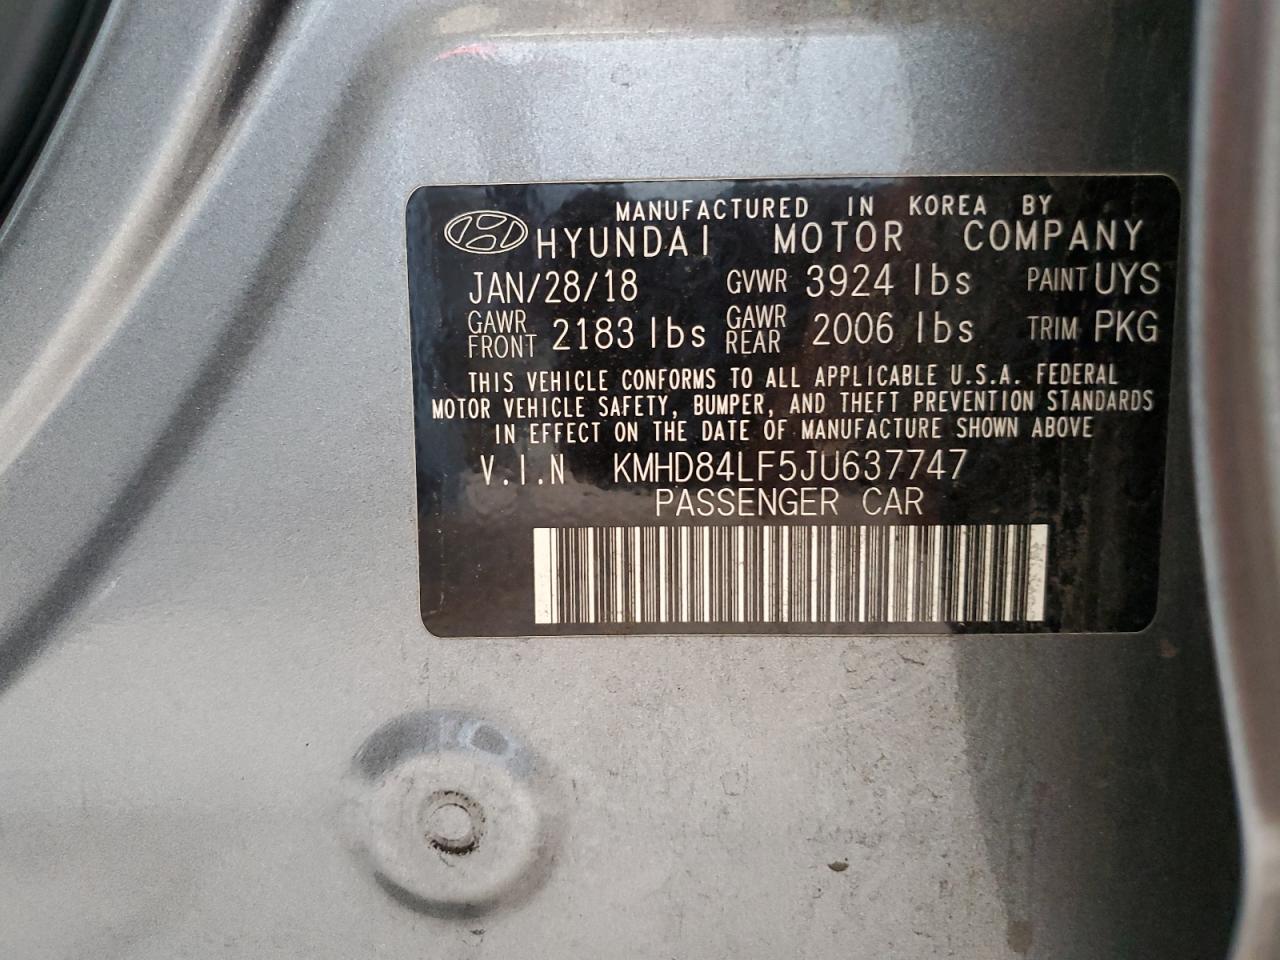 MANUFACTURED IN KOREA BY
HYUNDAI MOTOR COMPANY
JAN/28/18 GVWR 3924 lbs PAINT UYS
GAWR FRONT 2183 lbs GAWR REAR 2006 lbs TRIM PKG
THIS VEHICLE CONFORMS TO ALL APPLICABLE U.S.A. FEDERAL
MOTOR VEHICLE SAFETY, BUMPER, AND THEFT PREVENTION STANDARDS
IN EFFECT ON THE DATE OF MANUFACTURE SHOWN ABOVE
V.I.N KMHD84LF5JU637747
PASSENGER CAR